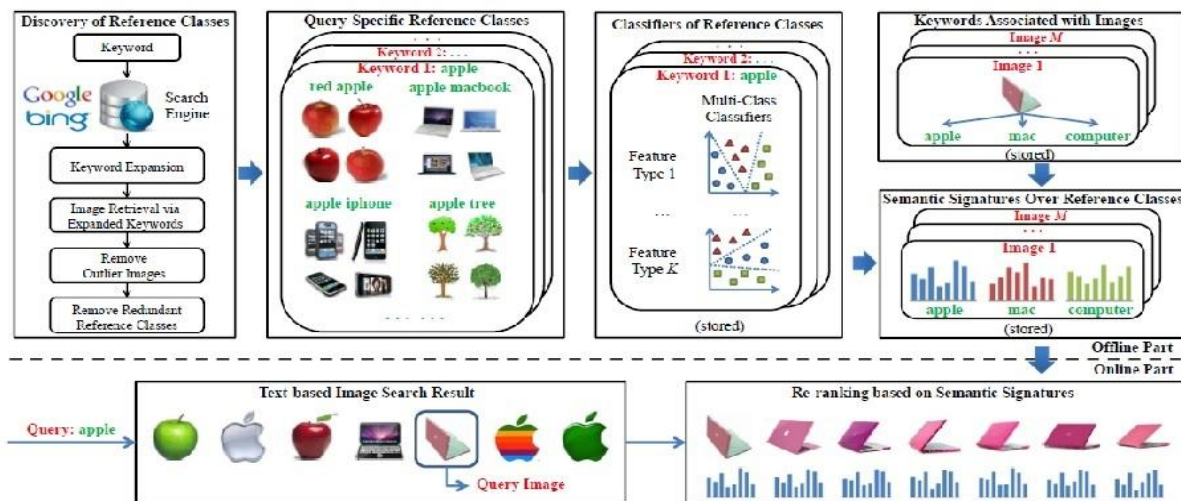 Discovery of Reference Classes
Keyword
Google
bing
Search
Engine
Keyword Expansion
Image Retrieval via
Expanded Keywords
Remove
Outlier Images
Remove Redundant
Reference Classes
Query Specific Reference Classes
. . .
Keyword 2: . . .
Keyword 1: apple
red apple
apple macbook
apple iphone
apple tree
... ...
Classifiers of Reference Classes
. . .
Keyword 2: . . .
Keyword 1: apple
Multi-Class
Classifiers
Feature
Type 1
... ...
Feature
Type K
(stored)
Keywords Associated with Images
Image M
. . .
Image 1
apple mac computer
(stored)
Semantic Signatures Over Reference Classes
Image M
. . .
Image 1
apple mac computer
(stored)
Offline Part
Online Part
Query: apple
Text based Image Search Result
Query Image
Re-ranking based on Semantic Signatures